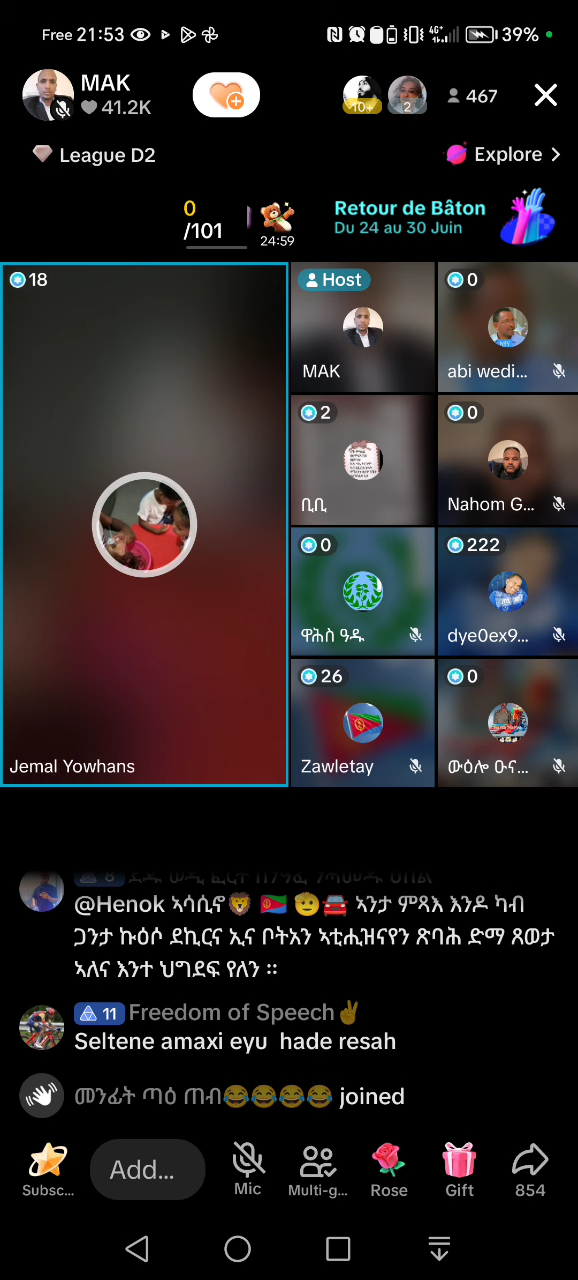 Free 21:53 39%
MAK
41.2K
10+ 2 467
League D2
Explore
0
/101
24:59
Retour de Bâton
Du 24 au 30 Juin
18
Jemal Yowhans
Host
MAK
0
abi wedi...
2
ቢቢ
0
Nahom G...
0
ዋሕስ ዓዱ
222
dye0ex9...
26
Zawletay
0
ውዕሎ ዑና...
@Henok ኣሳሲኖ🦁 🇪🇷 🫡🚘 ኣንታ ምጻእ እንዶ ካብ
ጋንታ ኩዕሶ ደኪርና ኢና ቦትኣን ኣቲሒዝናየን ጽባሕ ድማ ጸወታ
ኣለና እንተ ህግደፍ የለን ።
11 Freedom of Speech✌️
Seltene amaxi eyu hade resah
መንፊት ጣዕ ጠብ😂😂😂😂 joined
Subsc...
Add...
Mic
Multi-g...
Rose
Gift
854